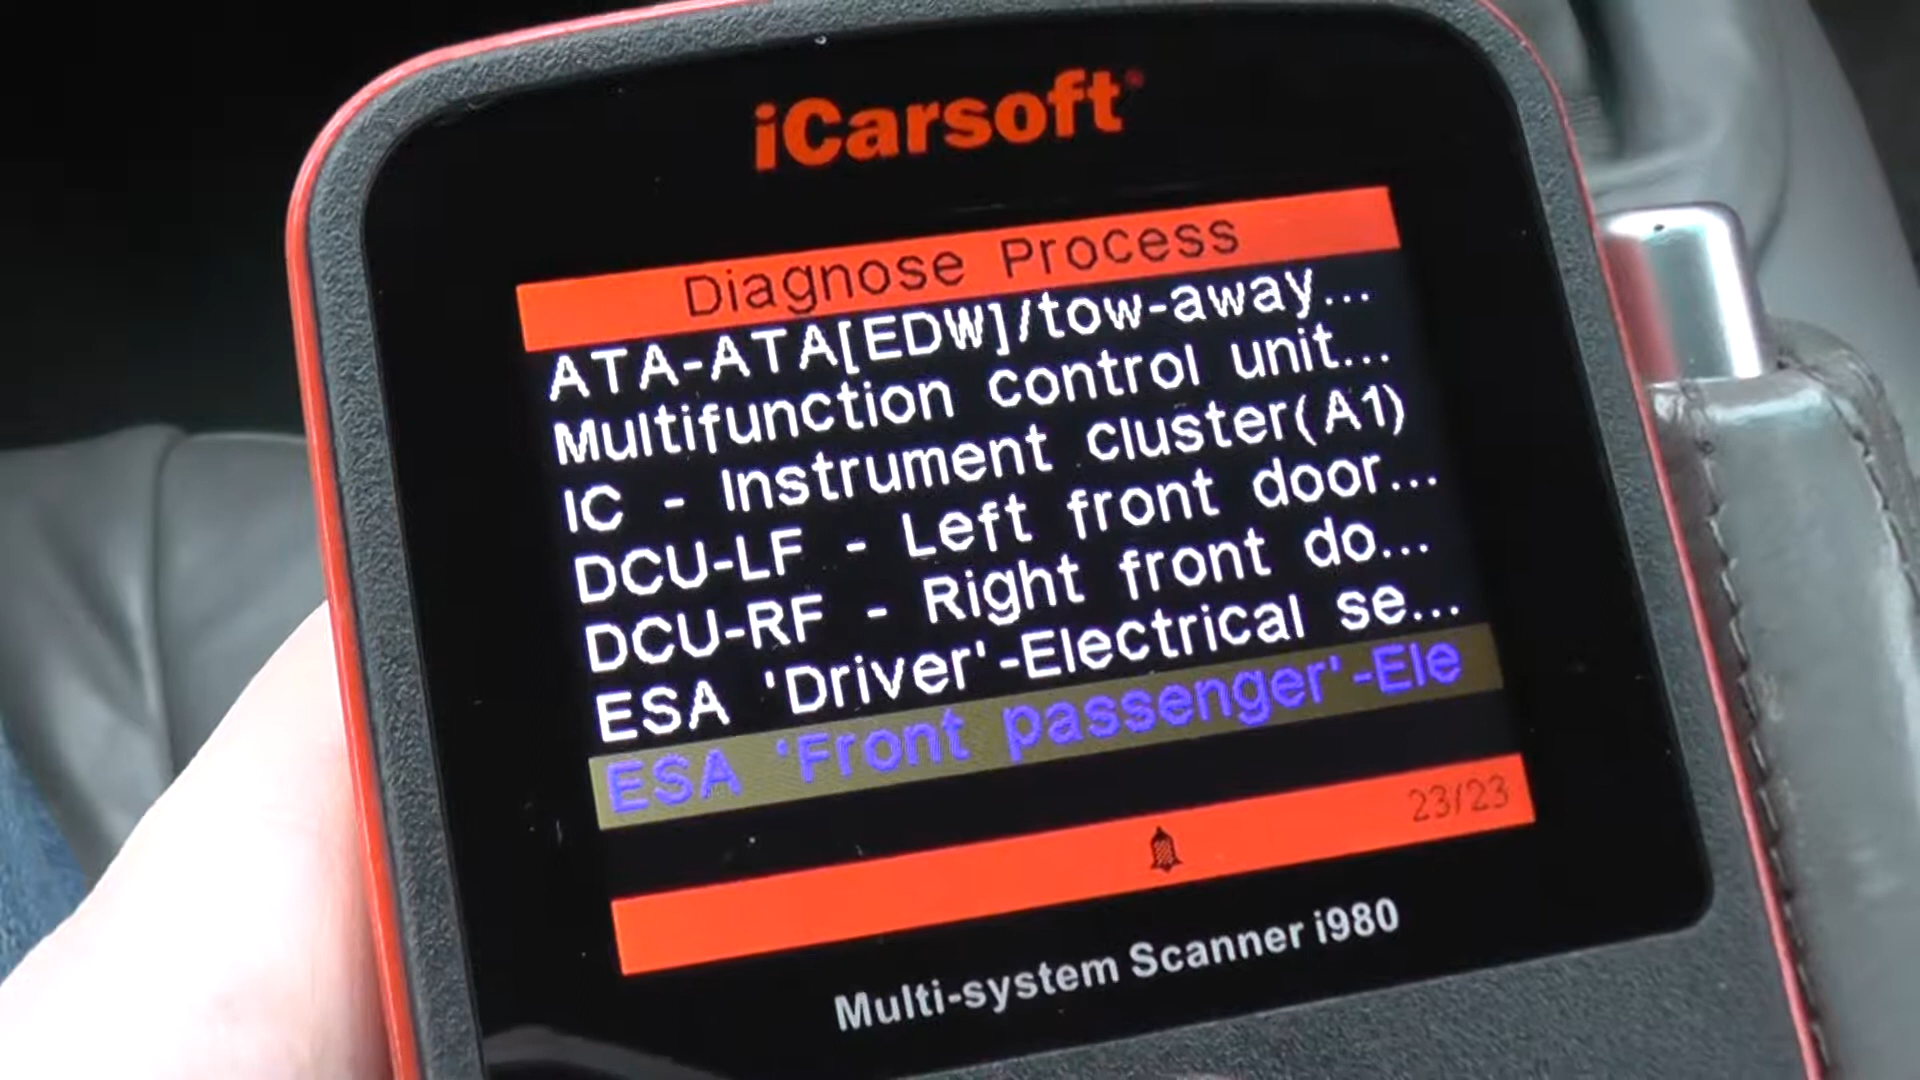 iCarsoft
Diagnose Process
ATA-ATA[EDW]/tow-away...
Multifunction control unit...
IC - Instrument cluster(A1)
DCU-LF - Left front door...
DCU-RF - Right front do...
ESA 'Driver'-Electrical se...
ESA 'Front passenger'-Ele
23/23
Multi-system Scanner i980